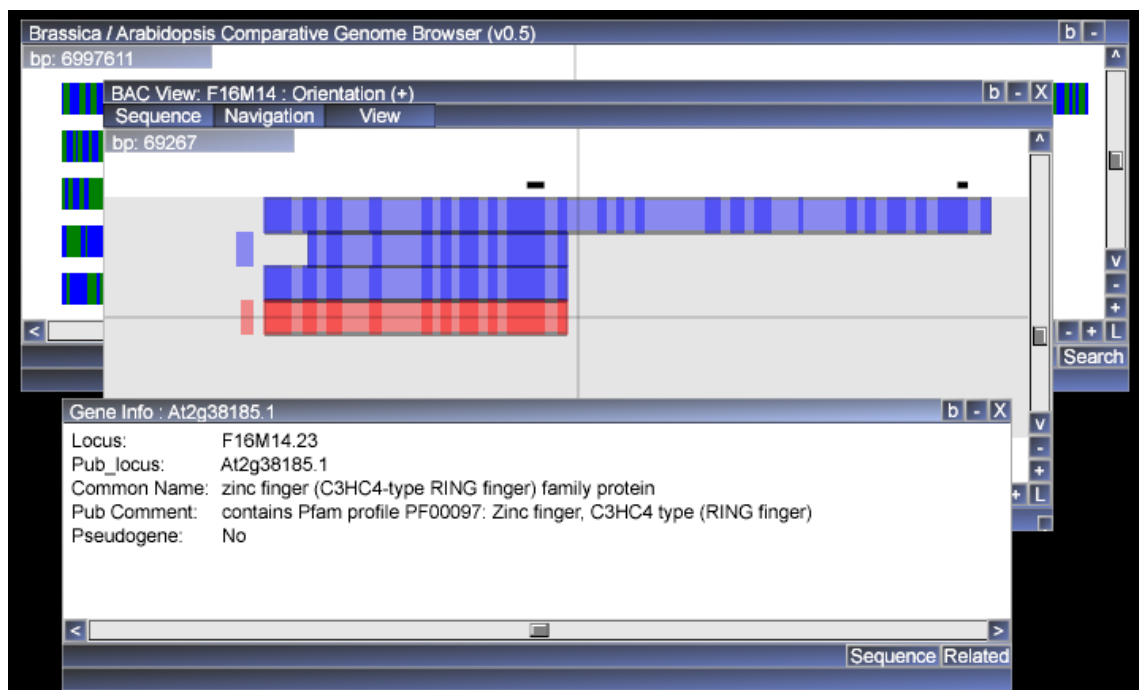 Brassica / Arabidopsis Comparative Genome Browser (v0.5) b -
bp: 6997611 ^
BAC View: F16M14 : Orientation (+) b - X
Sequence Navigation View
bp: 69267 ^
v
-
+
< - + L
Search
Gene Info : At2g38185.1 b - X
v
-
+
+ L
Locus: F16M14.23
Pub_locus: At2g38185.1
Common Name: zinc finger (C3HC4-type RING finger) family protein
Pub Comment: contains Pfam profile PF00097: Zinc finger, C3HC4 type (RING finger)
Pseudogene: No
< >
Sequence Related